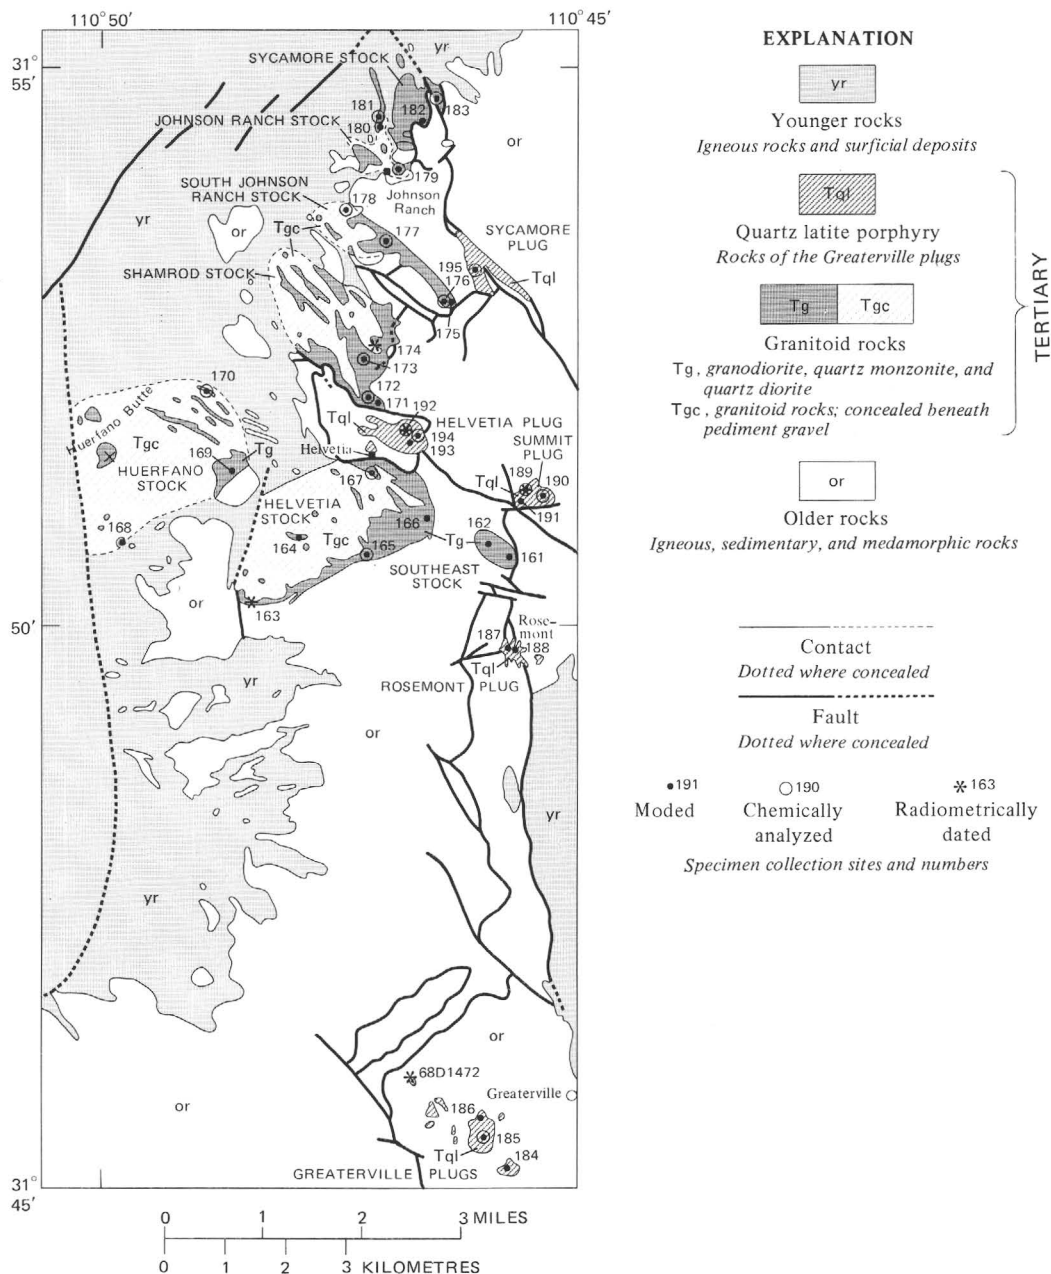 110° 50'
110° 45'
31°
55'
SYCAMORE STOCK
yr
181
182
183
180
JOHNSON RANCH STOCK
or
179
SOUTH JOHNSON
RANCH STOCK
178
Johnson
Ranch
yr
or
Tgc
177
SYCAMORE
PLUG
SHAMROD STOCK
195
176
Tql
175
174
173
170
172
171
Huerfano Butte
Tql
192
HELVETIA PLUG
194
193
SUMMIT
PLUG
Tgc
169
Tg
Helvetia
HUERFANO
STOCK
167
Tql
189
190
191
HELVETIA
STOCK
168
166
162
164
Tgc
165
Tg
161
SOUTHEAST
STOCK
or
163
50'
Rose-
mont
187
188
Tql
yr
ROSEMONT PLUG
or
yr
yr
or
68D1472
Greaterville
or
186
185
Tql
184
GREATERVILLE PLUGS
31°
45'
0 1 2 3 MILES
0 1 2 3 KILOMETRES
EXPLANATION
yr
Younger rocks
Igneous rocks and surficial deposits
Tql
Quartz latite porphyry
Rocks of the Greaterville plugs
Tg Tgc
Granitoid rocks
Tg, granodiorite, quartz monzonite, and
quartz diorite
Tgc, granitoid rocks; concealed beneath
pediment gravel
TERTIARY
or
Older rocks
Igneous, sedimentary, and medamorphic rocks
Contact
Dotted where concealed
Fault
Dotted where concealed
191
Moded
190
Chemically
analyzed
163
Radiometrically
dated
Specimen collection sites and numbers